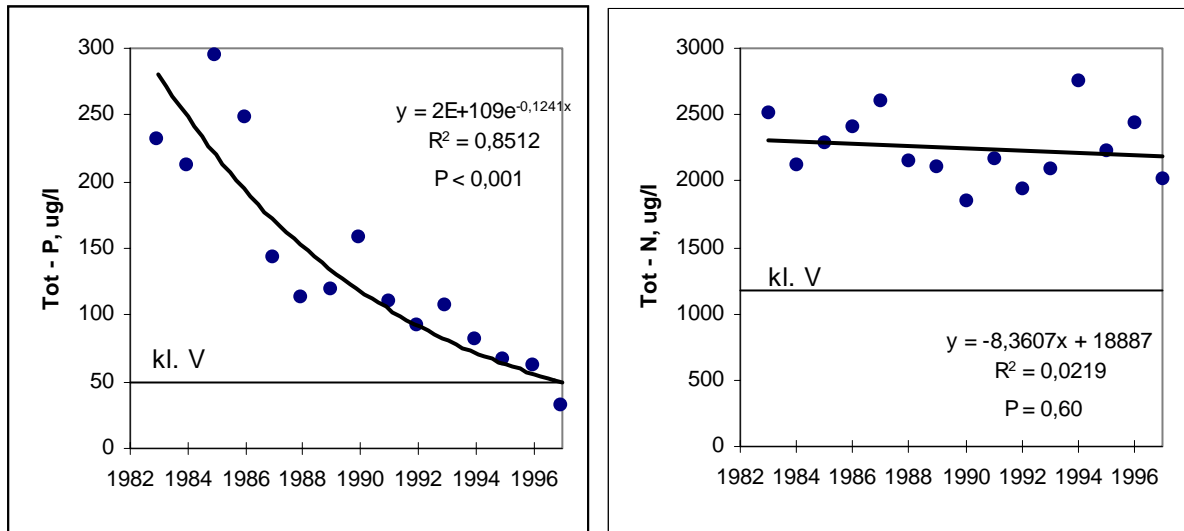 300
250
200
150
100
50
0
Tot - P, ug/l
y = 2E+109e^-0,1241x
R² = 0,8512
P < 0,001
kl. V
1982 1984 1986 1988 1990 1992 1994 1996
3000
2500
2000
1500
1000
500
0
Tot - N, ug/l
kl. V
y = -8,3607x + 18887
R² = 0,0219
P = 0,60
1982 1984 1986 1988 1990 1992 1994 1996